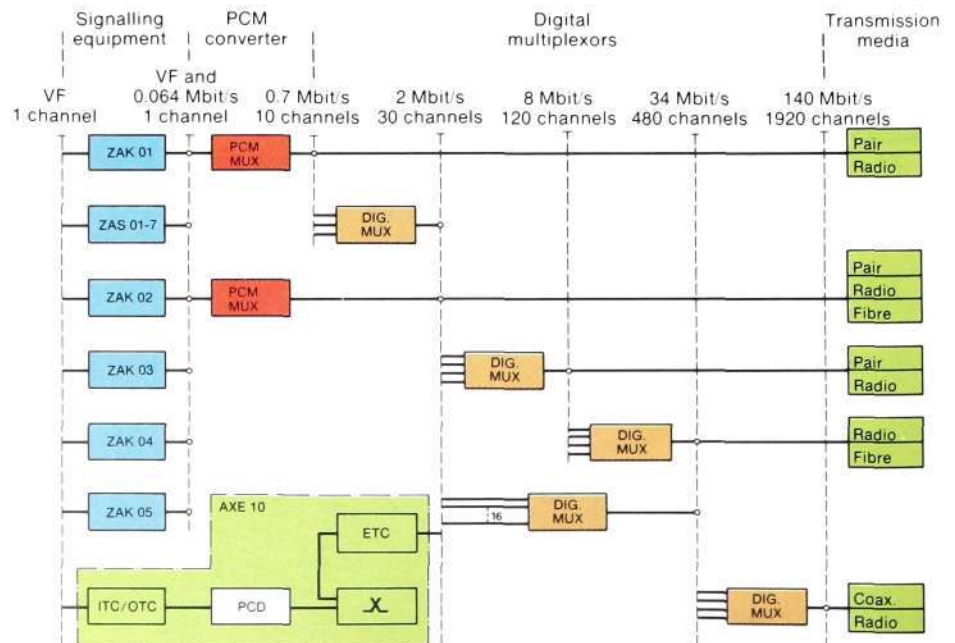 Signalling equipment
PCM converter
Digital multiplexors
Transmission media
VF
1 channel
VF and
0.064 Mbit/s
1 channel
0.7 Mbit/s
10 channels
2 Mbit/s
30 channels
8 Mbit/s
120 channels
34 Mbit/s
480 channels
140 Mbit/s
1920 channels
ZAK 01
PCM
MUX
Pair
Radio
ZAS 01-7
DIG.
MUX
ZAK 02
PCM
MUX
Pair
Radio
Fibre
ZAK 03
DIG.
MUX
Pair
Radio
ZAK 04
DIG.
MUX
Radio
Fibre
ZAK 05
AXE 10
ETC
16
DIG.
MUX
ITC/OTC
PCD
DIG.
MUX
Coax.
Radio